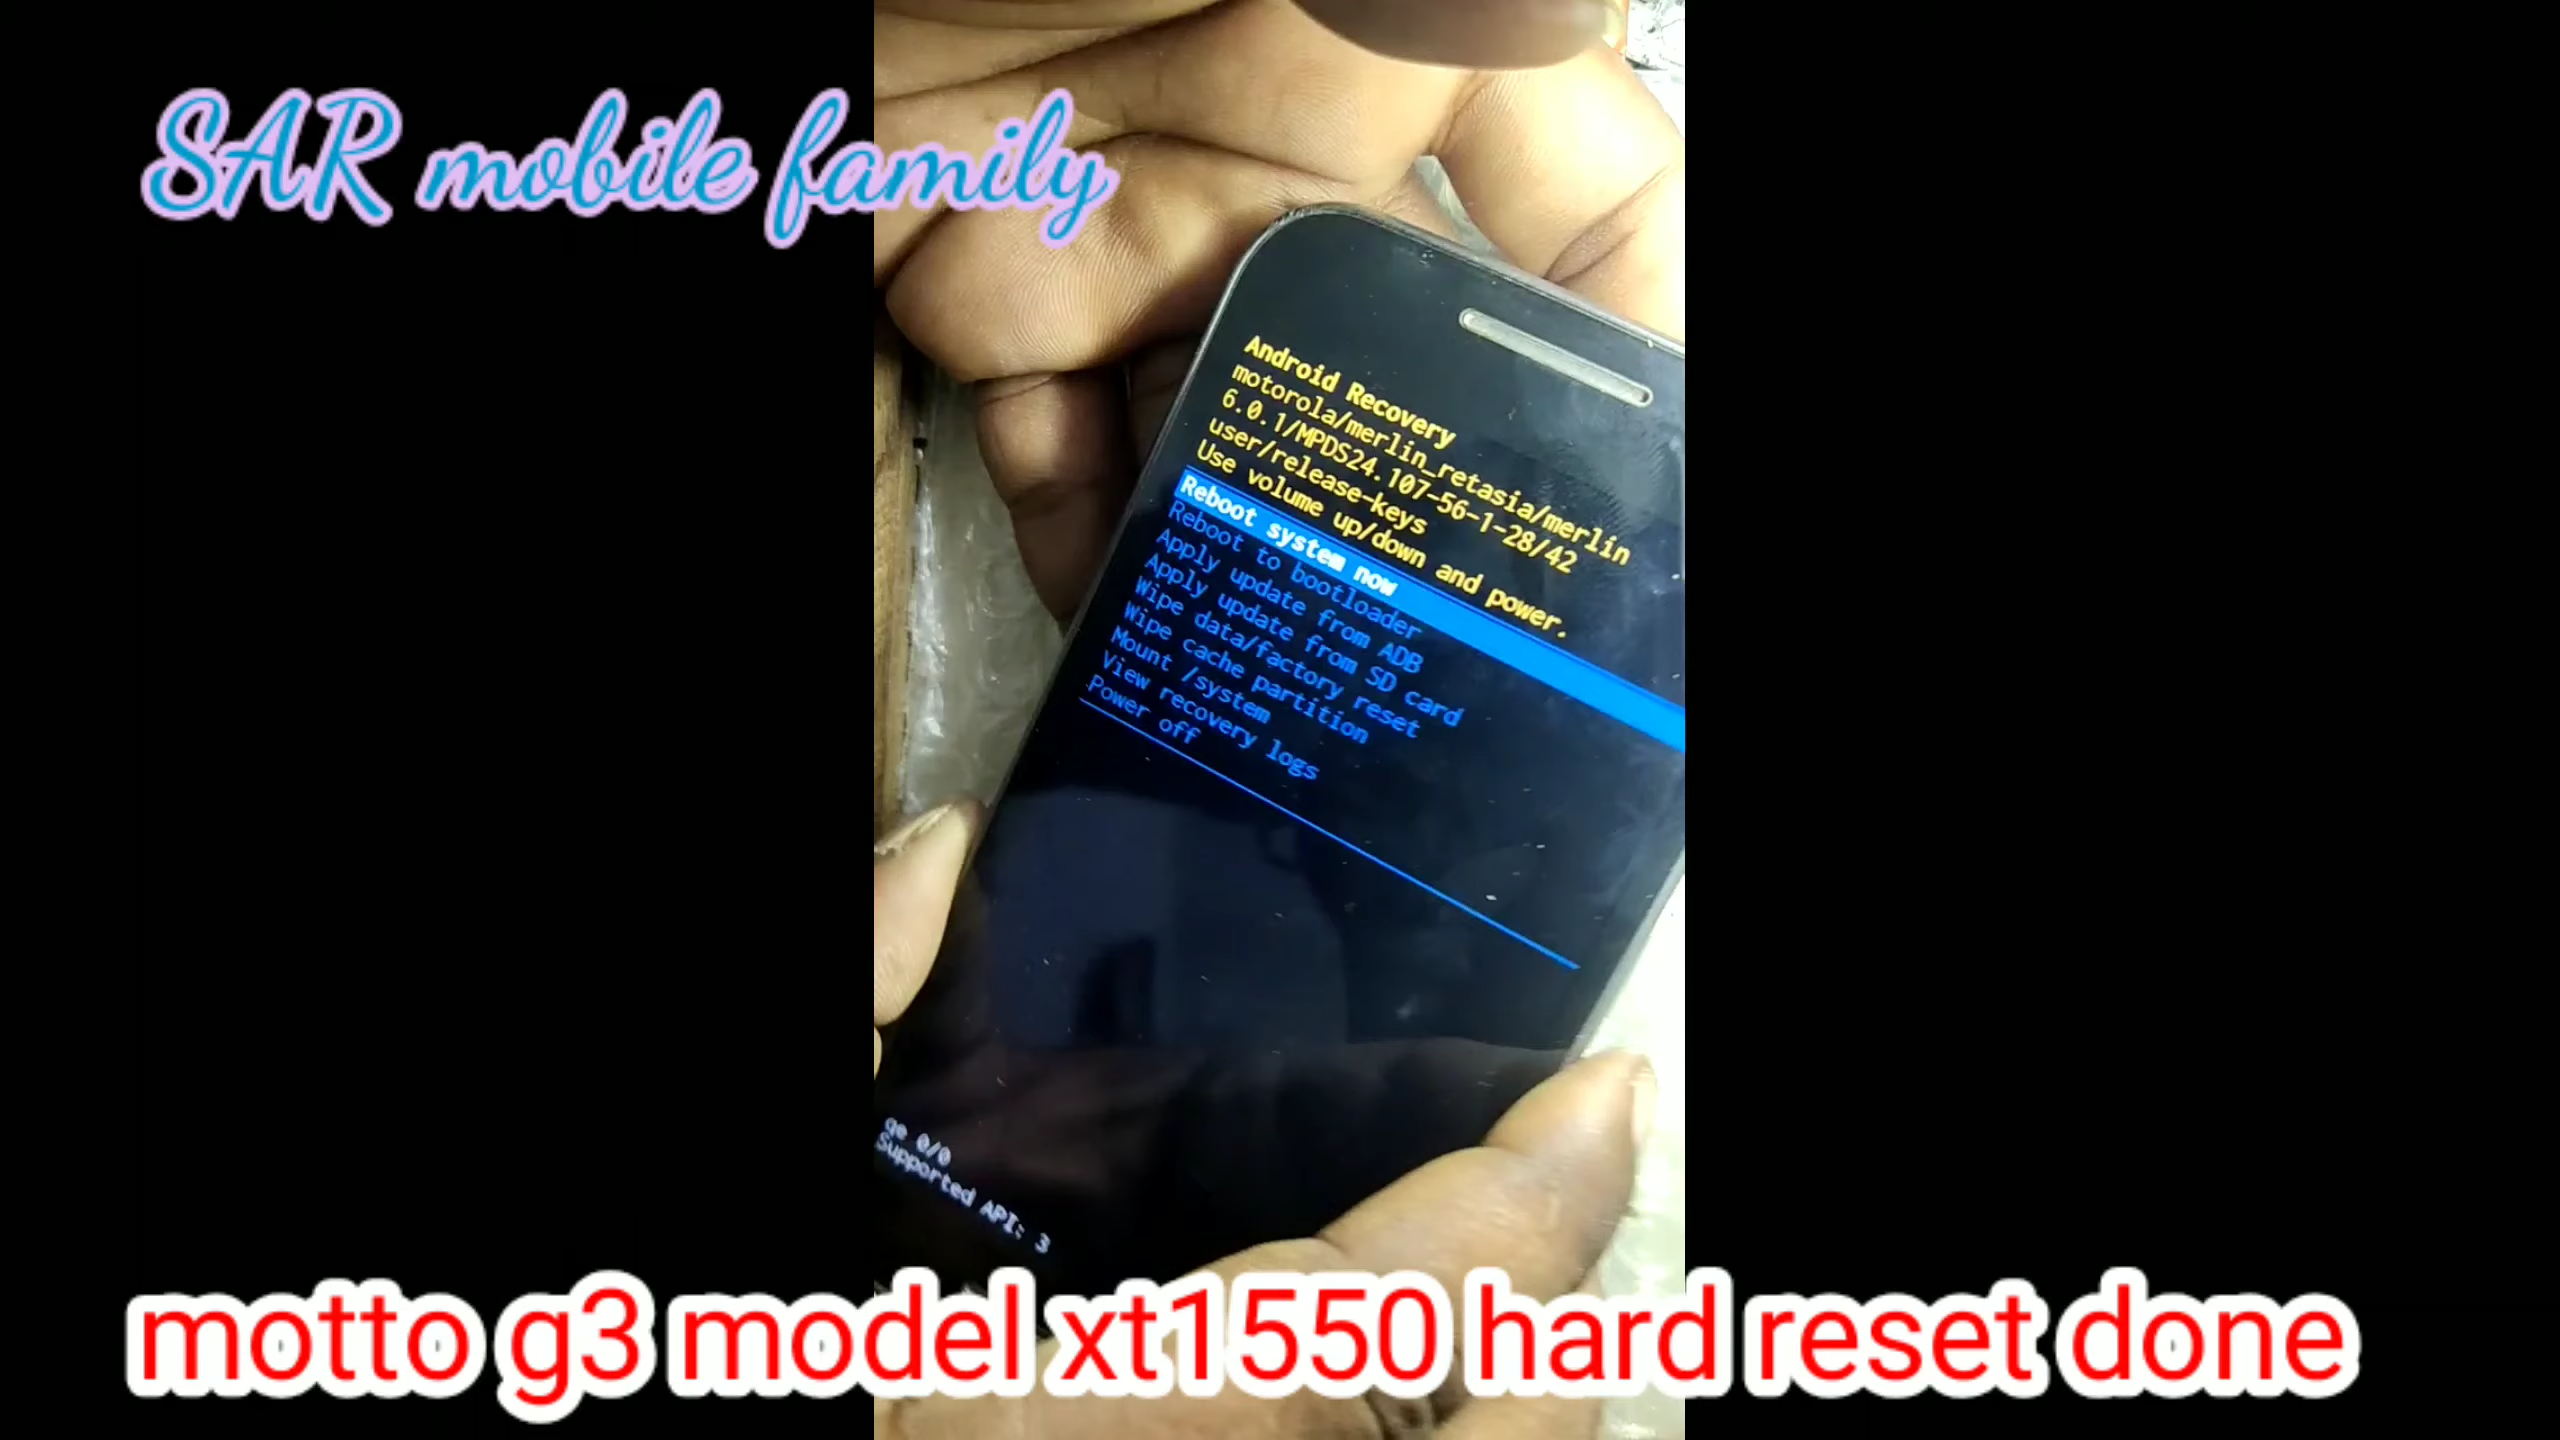 SAR mobile family
Android Recovery
motorola/merlin_retasia/merlin
6.0.1/MPDS24.107-56-1-28/42
user/release-keys
Use volume up/down and power.
Reboot system now
Reboot to bootloader
Apply update from ADB
Apply update from SD card
Wipe data/factory reset
Wipe cache partition
Mount /system
View recovery logs
Power off
qe 0/0
Supported API: 3
motto g3 model xt1550 hard reset done